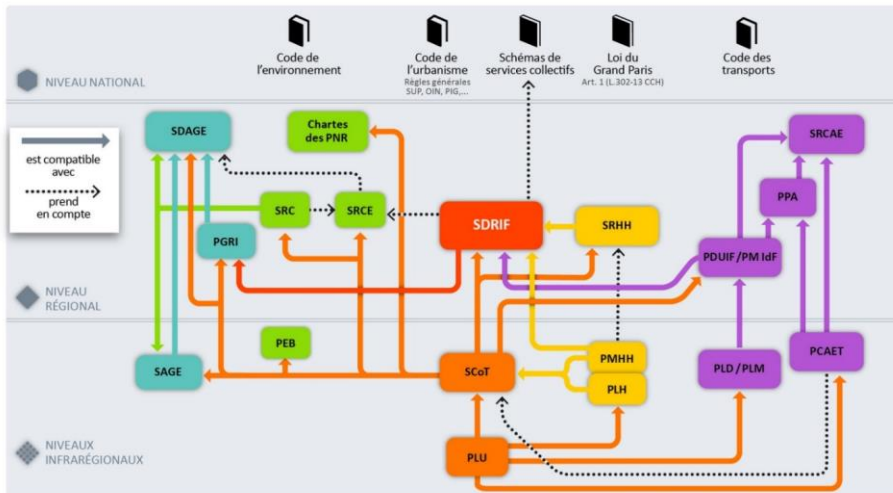 Code de
l'environnement
Code de
l'urbanisme
Règles générales
SUP, OIN, PIG,...
Schémas de
services collectifs
Loi du
Grand Paris
Art. 1 (L.302-13 CCH)
Code des
transports
NIVEAU NATIONAL
SDAGE
Chartes
des PNR
SRCAE
est compatible
avec
prend
en compte
PPA
SRC
SRCE
SDRIF
SRHH
PGRI
PDUIF/PM IdF
NIVEAU
RÉGIONAL
PEB
SAGE
SCoT
PMHH
PLH
PLD / PLM
PCAET
NIVEAUX
INFRARÉGIONAUX
PLU